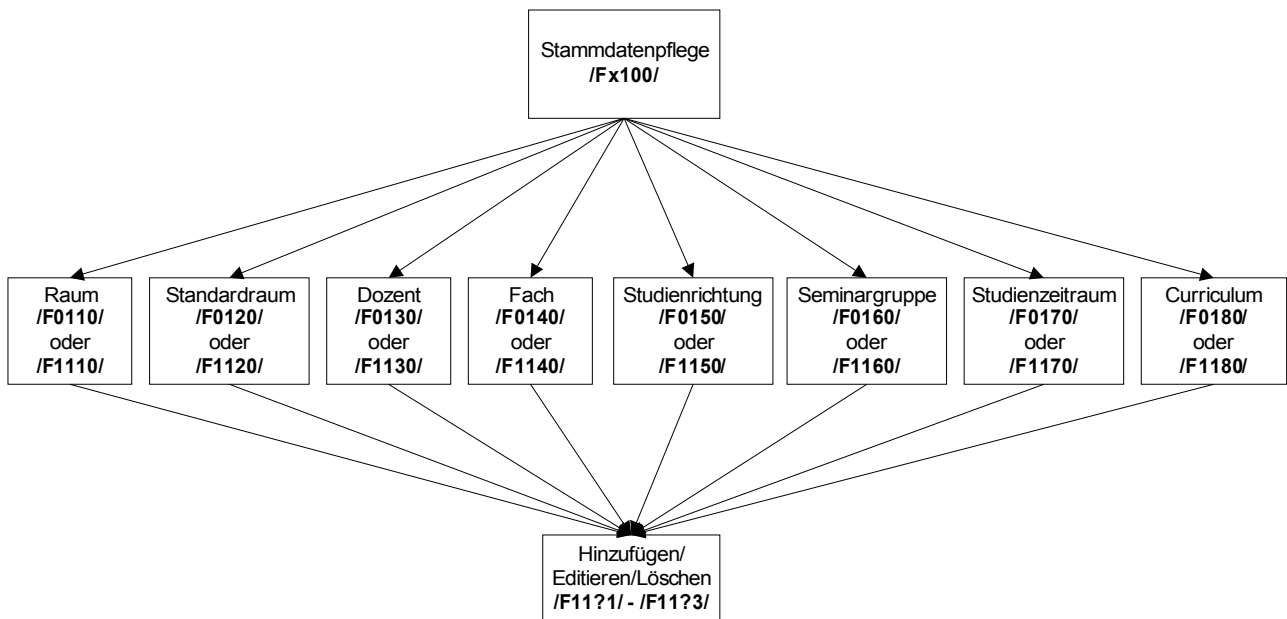 Stammdatenpflege
/Fx100/
Raum
/F0110/
oder
/F1110/
Standardraum
/F0120/
oder
/F1120/
Dozent
/F0130/
oder
/F1130/
Fach
/F0140/
oder
/F1140/
Studienrichtung
/F0150/
oder
/F1150/
Seminargruppe
/F0160/
oder
/F1160/
Studienzeitraum
/F0170/
oder
/F1170/
Curriculum
/F0180/
oder
/F1180/
Hinzufügen/
Editieren/Löschen
/F11?1/ - /F11?3/